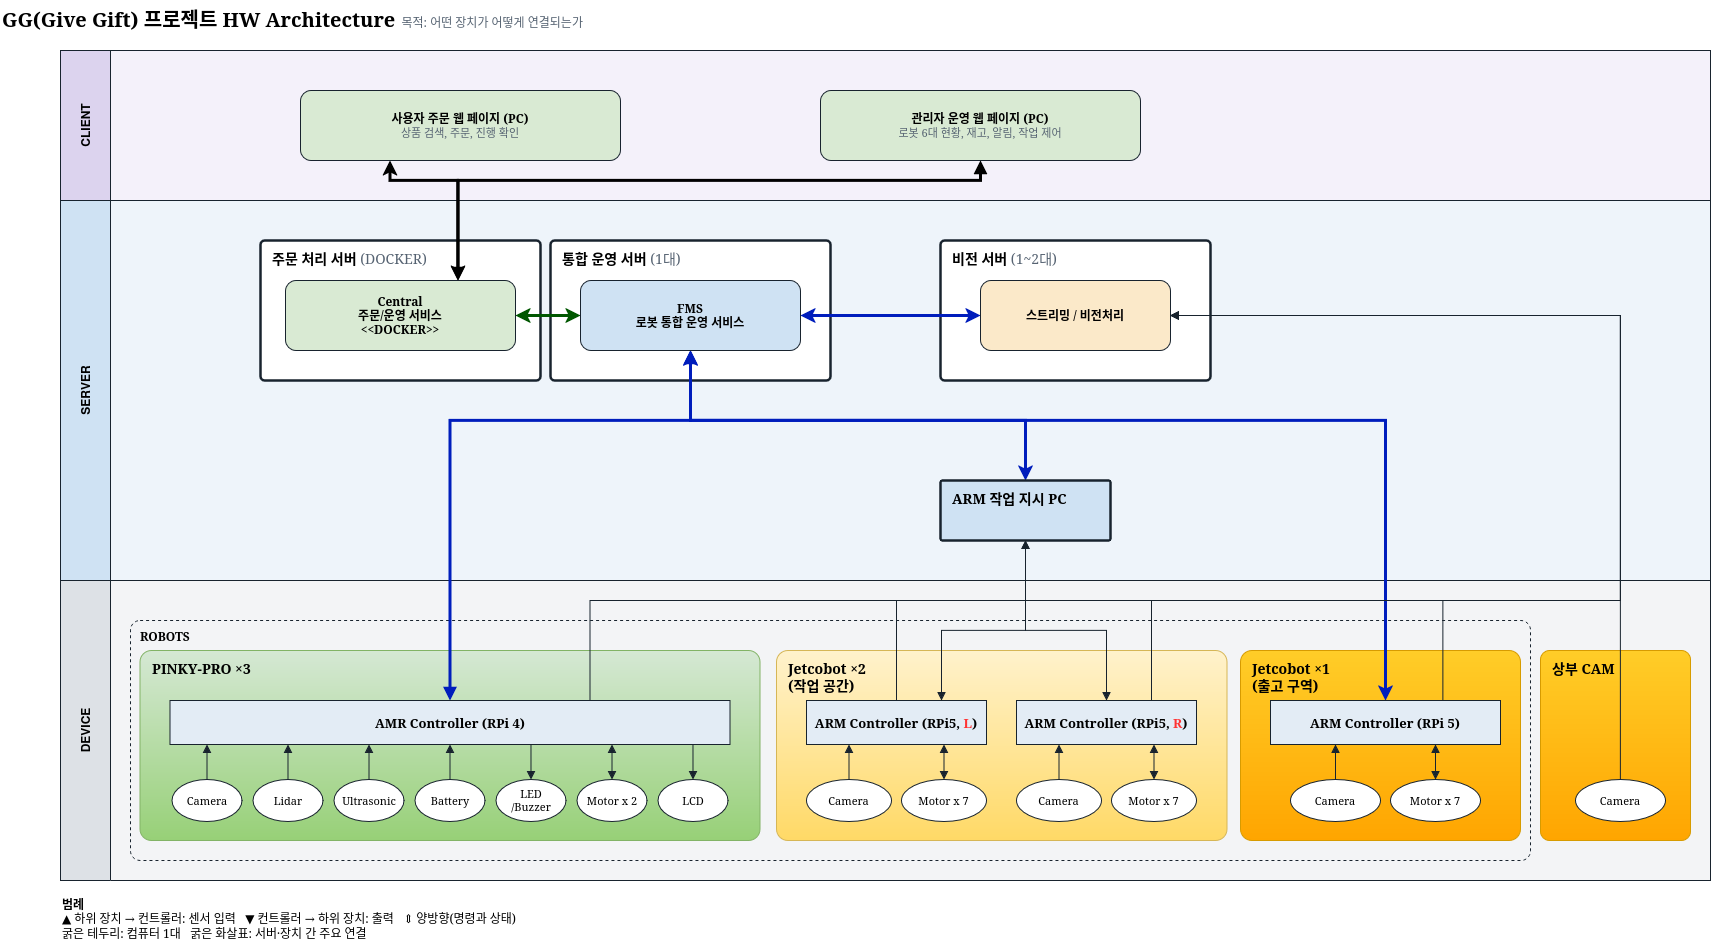 GG(Give Gift) 프로젝트 HW Architecture 목적: 어떤 장치가 어떻게 연결되는가
CLIENT
사용자 주문 웹 페이지 (PC)
상품 검색, 주문, 진행 확인
관리자 운영 웹 페이지 (PC)
로봇 6대 현황, 재고, 알림, 작업 제어
SERVER
주문 처리 서버 (DOCKER)
Central
주문/운영 서비스
<<DOCKER>>
통합 운영 서버 (1대)
FMS
로봇 통합 운영 서비스
비전 서버 (1~2대)
스트리밍 / 비전처리
ARM 작업 지시 PC
DEVICE
ROBOTS
PINKY-PRO ×3
AMR Controller (RPi 4)
Camera
Lidar
Ultrasonic
Battery
LED
/Buzzer
Motor x 2
LCD
Jetcobot ×2
(작업 공간)
ARM Controller (RPi5, L)
Camera
Motor x 7
ARM Controller (RPi5, R)
Camera
Motor x 7
Jetcobot ×1
(출고 구역)
ARM Controller (RPi 5)
Camera
Motor x 7
상부 CAM
Camera
범례
▲ 하위 장치 → 컨트롤러: 센서 입력 ▼ 컨트롤러 → 하위 장치: 출력 ⇕ 양방향(명령과 상태)
굵은 테두리: 컴퓨터 1대 굵은 화살표: 서버·장치 간 주요 연결